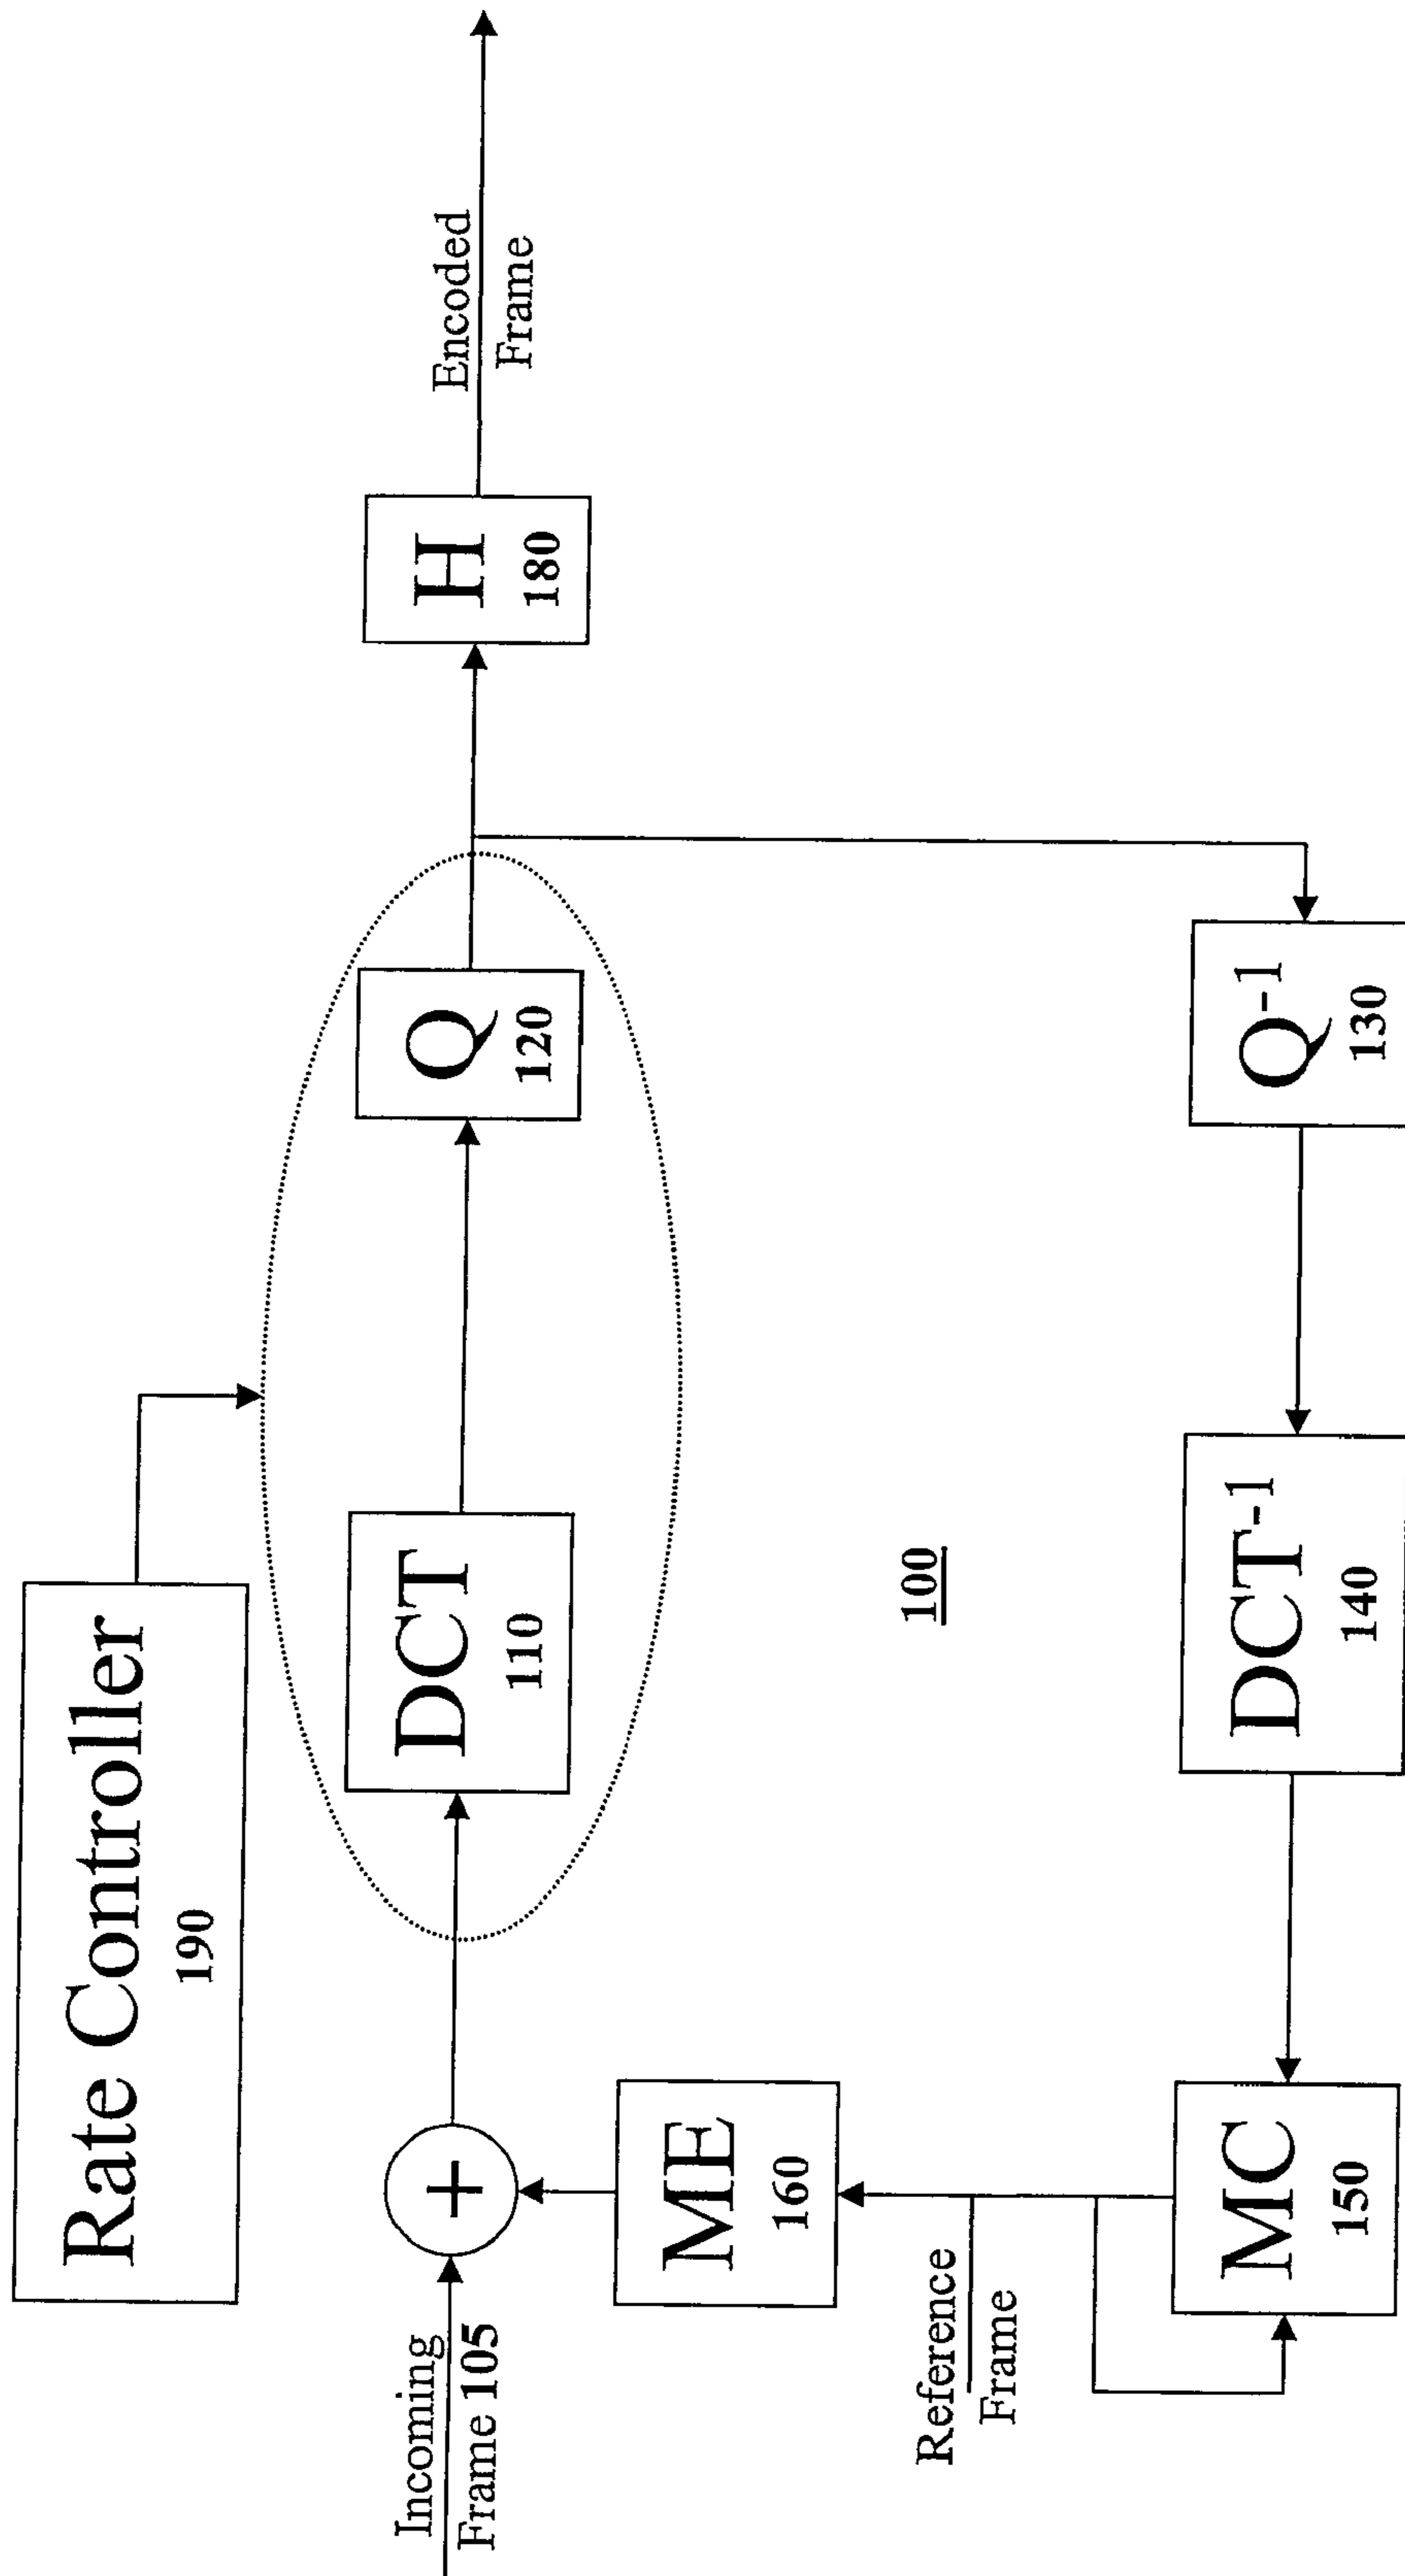 Rate Controller
190
Incoming
Frame 105
+
DCT
110
Q
120
H
180
Encoded
Frame
ME
160
100
Reference
Frame
MC
150
DCT-1
140
Q-1
130